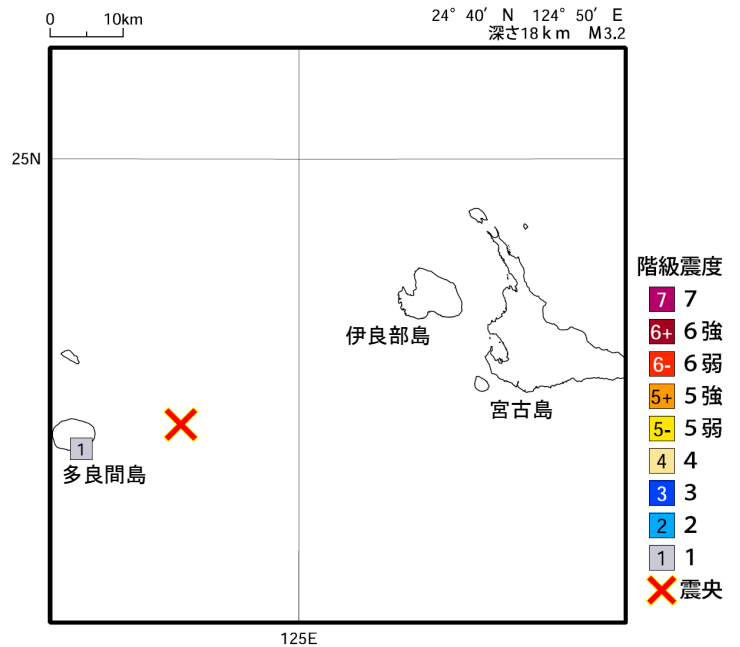 0 10km
24° 40′ N 124° 50′ E
深さ18km M3.2
25N
伊良部島
宮古島
1
多良間島
125E
階級震度
7 7
6+ 6強
6- 6弱
5+ 5強
5- 5弱
4 4
3 3
2 2
1 1
震央